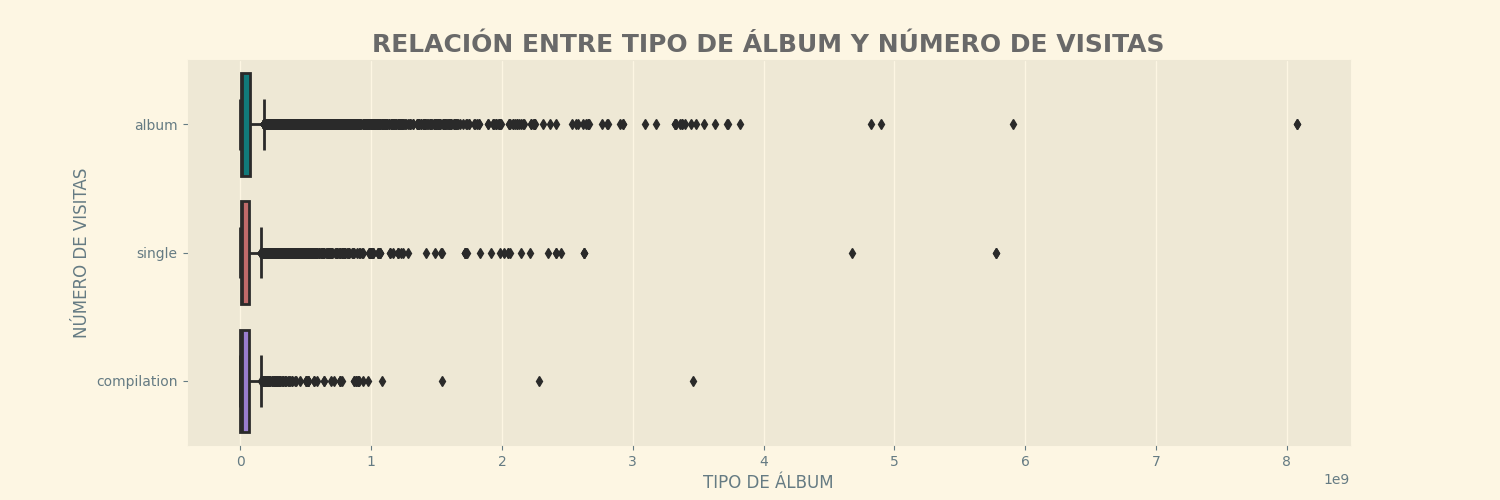 RELACIÓN ENTRE TIPO DE ÁLBUM Y NÚMERO DE VISITAS
NÚMERO DE VISITAS
album
single
compilation
0 1 2 3 4 5 6 7 8
1e9
TIPO DE ÁLBUM